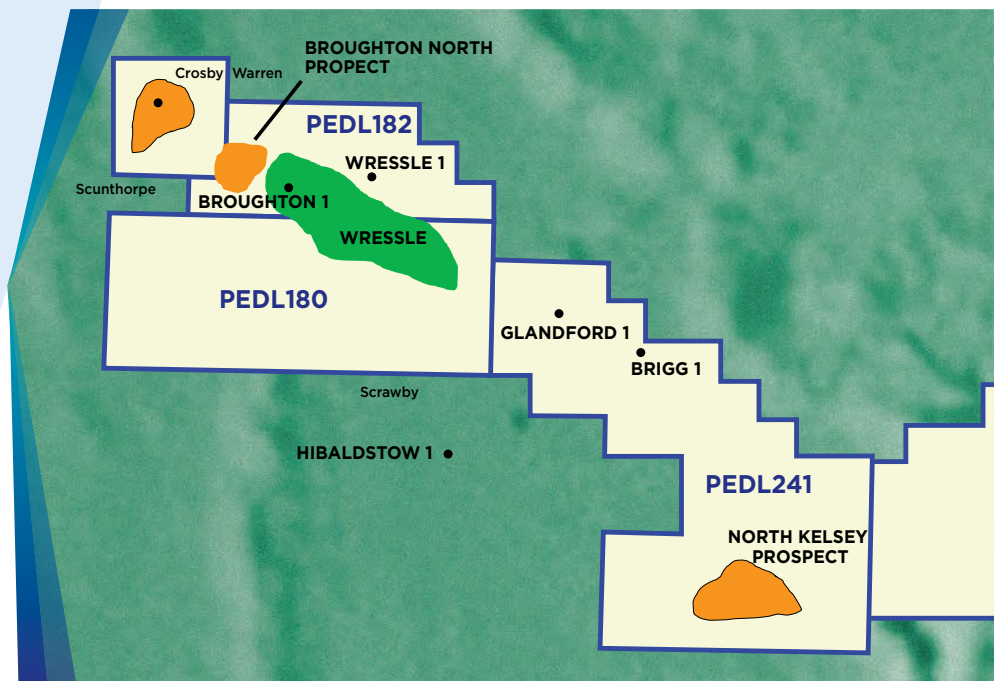 BROUGHTON NORTH
PROPECT
Crosby Warren
PEDL182
WRESSLE 1
Scunthorpe
BROUGHTON 1
WRESSLE
PEDL180
GLANDFORD 1
BRIGG 1
Scrawby
HIBALDSTOW 1
PEDL241
NORTH KELSEY
PROSPECT